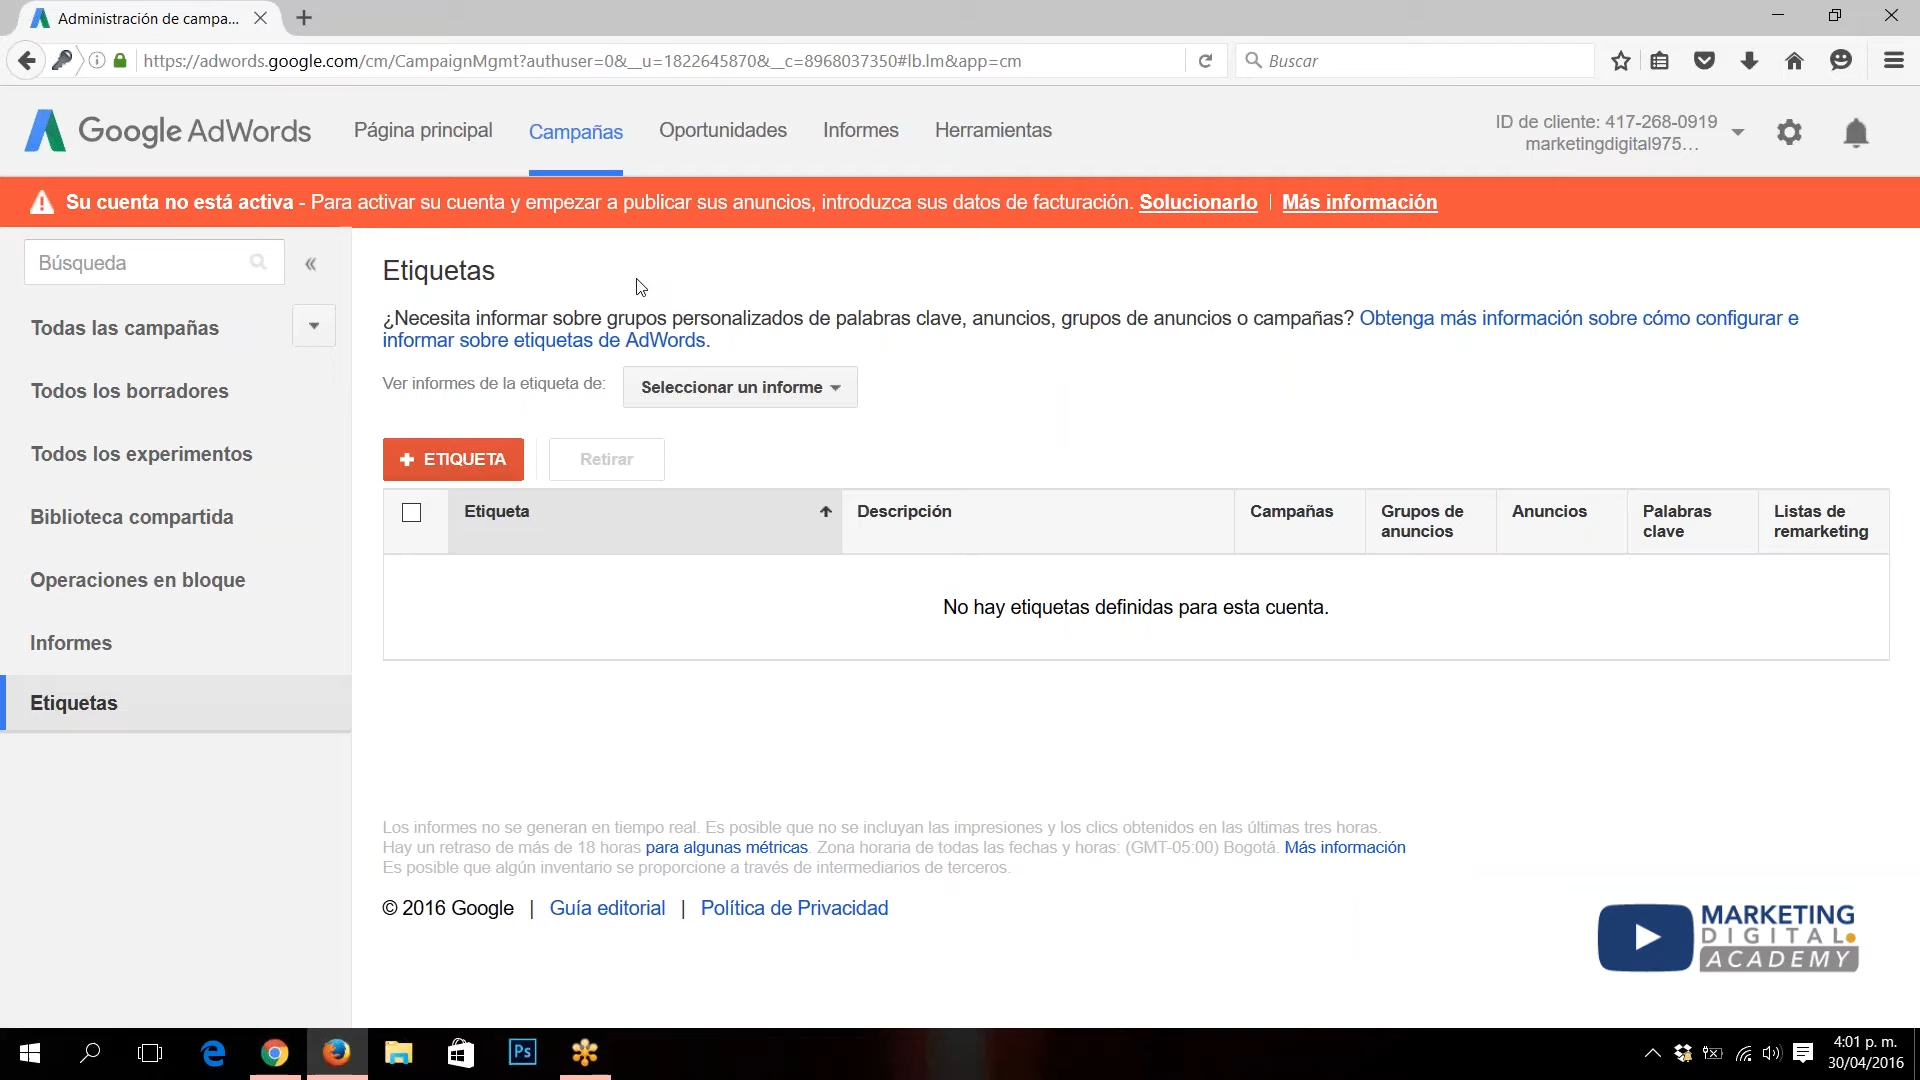 Administración de campa...
https://adwords.google.com/cm/CampaignMgmt?authuser=0&__u=1822645870&__c=8968037350#lb.lm&app=cm
Buscar
Google AdWords
Página principal
Campañas
Oportunidades
Informes
Herramientas
ID de cliente: 417-268-0919
marketingdigital975...
Su cuenta no está activa - Para activar su cuenta y empezar a publicar sus anuncios, introduzca sus datos de facturación. Solucionarlo | Más información
Búsqueda
«
Todas las campañas
Todos los borradores
Todos los experimentos
Biblioteca compartida
Operaciones en bloque
Informes
Etiquetas
Etiquetas
¿Necesita informar sobre grupos personalizados de palabras clave, anuncios, grupos de anuncios o campañas? Obtenga más información sobre cómo configurar e
informar sobre etiquetas de AdWords.
Ver informes de la etiqueta de:
Seleccionar un informe
+ ETIQUETA
Retirar
Etiqueta
Descripción
Campañas
Grupos de
anuncios
Anuncios
Palabras
clave
Listas de
remarketing
No hay etiquetas definidas para esta cuenta.
Los informes no se generan en tiempo real. Es posible que no se incluyan las impresiones y los clics obtenidos en las últimas tres horas.
Hay un retraso de más de 18 horas para algunas métricas. Zona horaria de todas las fechas y horas: (GMT-05:00) Bogotá. Más información
Es posible que algún inventario se proporcione a través de intermediarios de terceros.
© 2016 Google | Guía editorial | Política de Privacidad
MARKETING
DIGITAL
ACADEMY
Ps
4:01 p. m.
30/04/2016